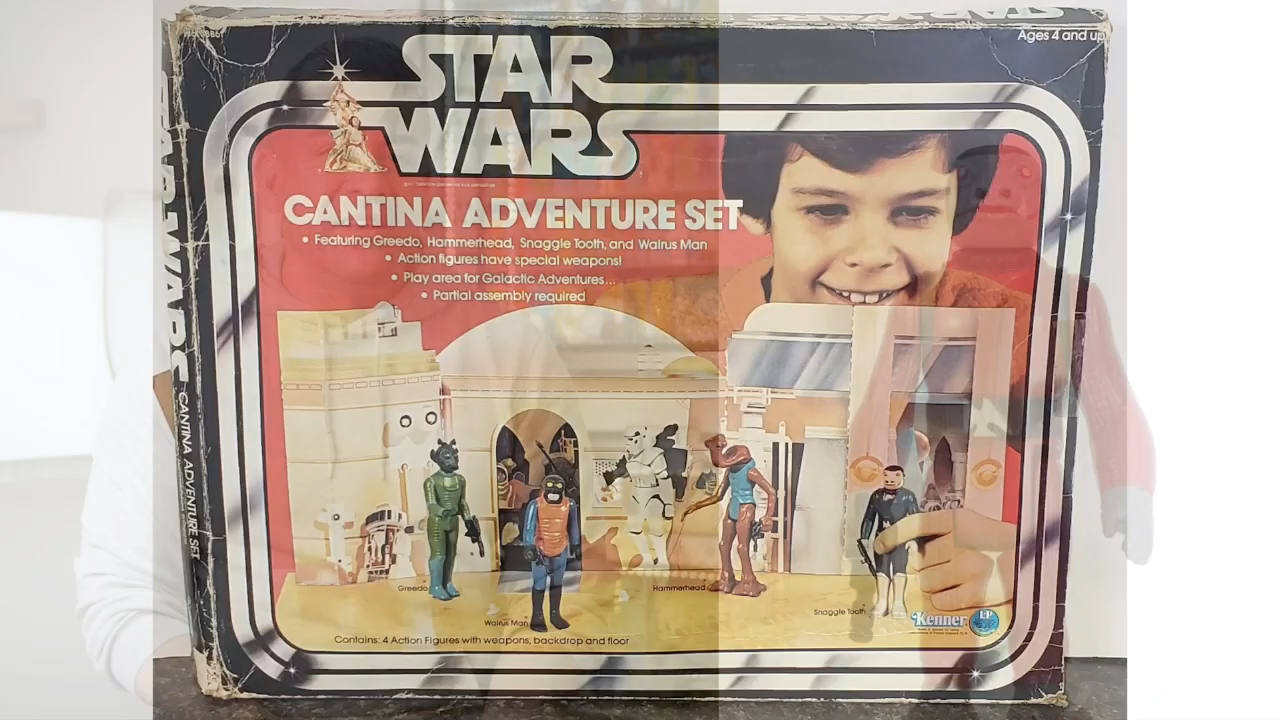 Ages 4 and up
STAR
WARS
CANTINA ADVENTURE SET
• Featuring Greedo, Hammerhead, Snaggle Tooth, and Walrus Man
• Action figures have special weapons!
• Play area for Galactic Adventures...
• Partial assembly required
STAR WARS
CANTINA ADVENTURE SET
Greedo
Hammerhead
Snaggle Tooth
Walrus Man
Kenner
Contains: 4 Action Figures with weapons, backdrop and floor
STAR WARS